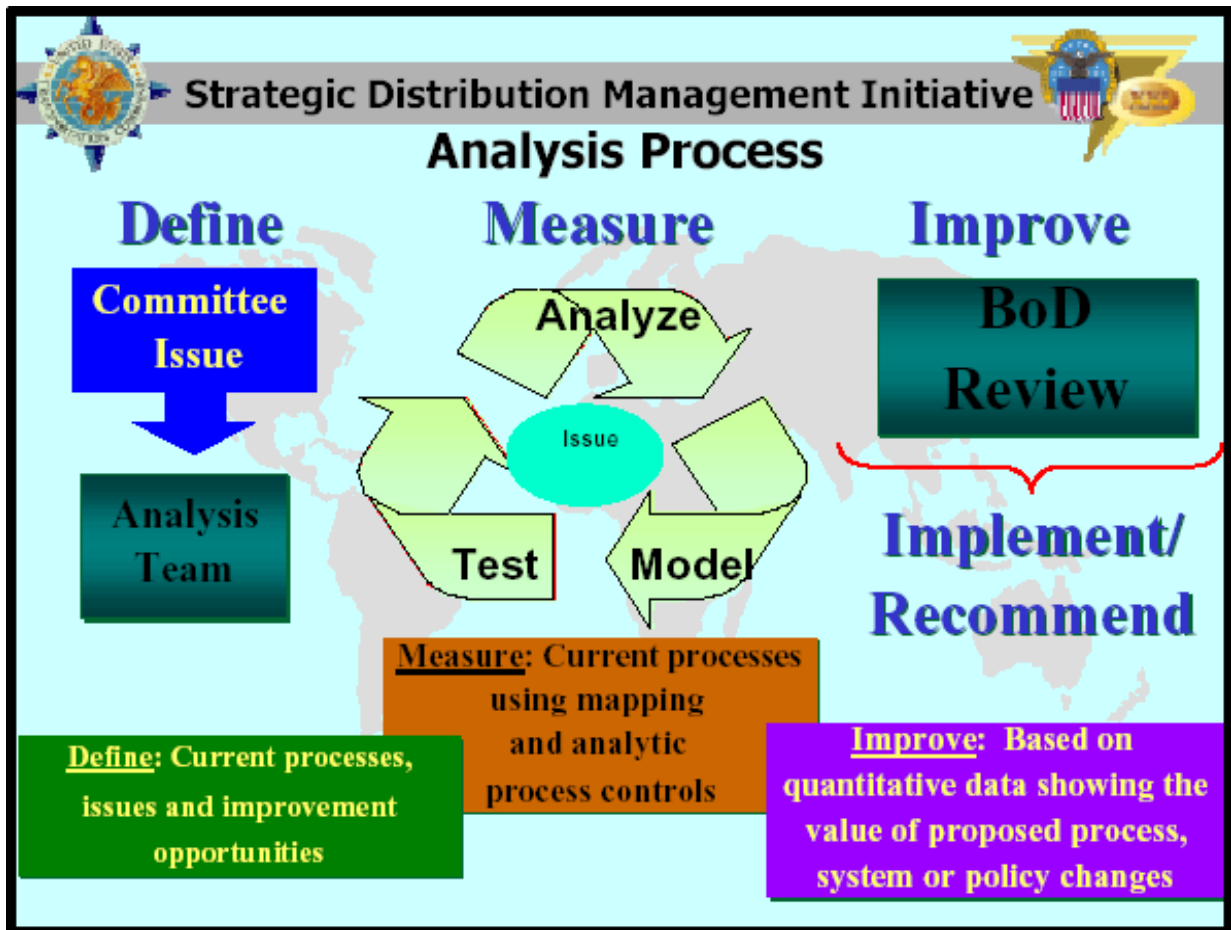 Strategic Distribution Management Initiative
Analysis Process
Define
Measure
Improve
Committee
Issue
Analysis
Team
Analyze
Issue
Test
Model
BoD
Review
Implement/
Recommend
Define: Current processes,
issues and improvement
opportunities
Measure: Current processes
using mapping
and analytic
process controls
Improve: Based on
quantitative data showing the
value of proposed process,
system or policy changes